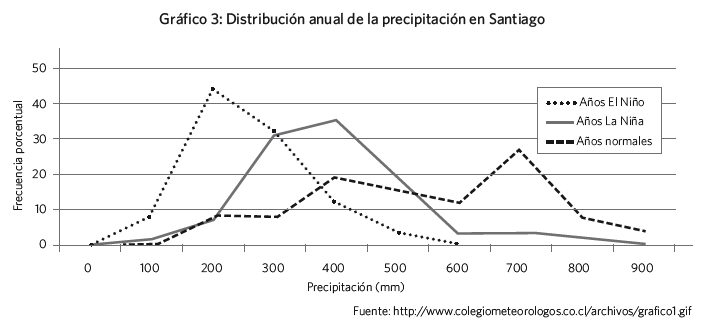 Gráfico 3: Distribución anual de la precipitación en Santiago
Frecuencia porcentual
50
40
30
20
10
0
Años El Niño
Años La Niña
Años normales
0 100 200 300 400 500 600 700 800 900
Precipitación (mm)
Fuente: http://www.colegiometeorologos.co.cl/archivos/grafico1.gif